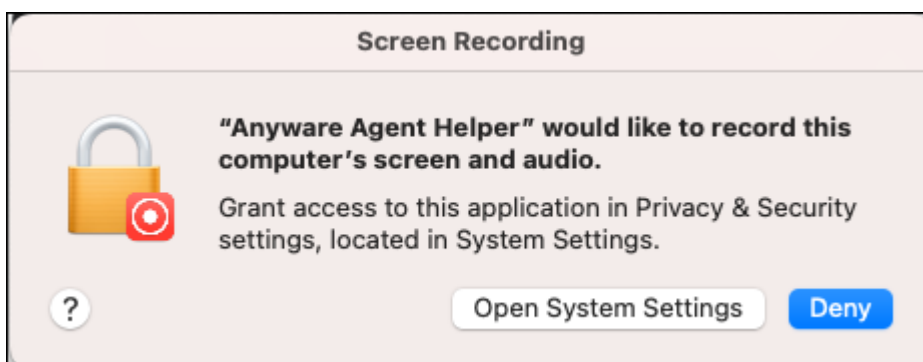 Screen Recording
“Anyware Agent Helper” would like to record this
computer’s screen and audio.
Grant access to this application in Privacy & Security
settings, located in System Settings.
?
Open System Settings
Deny